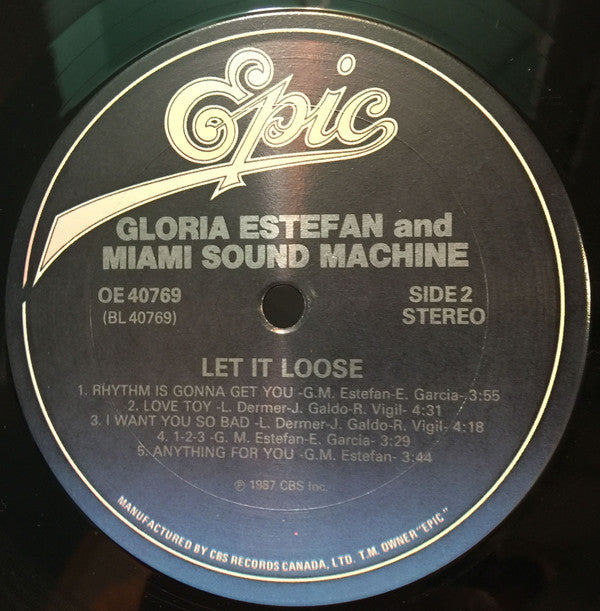 Epic
GLORIA ESTEFAN and
MIAMI SOUND MACHINE
OE 40769
(BL 40769)
SIDE 2
STEREO
LET IT LOOSE
1. RHYTHM IS GONNA GET YOU -G.M. Estefan-E. Garcia- 3:55
2. LOVE TOY -L. Dermer-J. Galdo-R. Vigil- 4:31
3. I WANT YOU SO BAD -L. Dermer-J. Galdo-R. Vigil- 4:18
4. 1-2-3 -G. M. Estefan-E. Garcia- 3:29
5. ANYTHING FOR YOU -G.M. Estefan- 3:44
℗ 1987 CBS Inc.
MANUFACTURED BY CBS RECORDS CANADA, LTD. T.M. OWNER "EPIC"